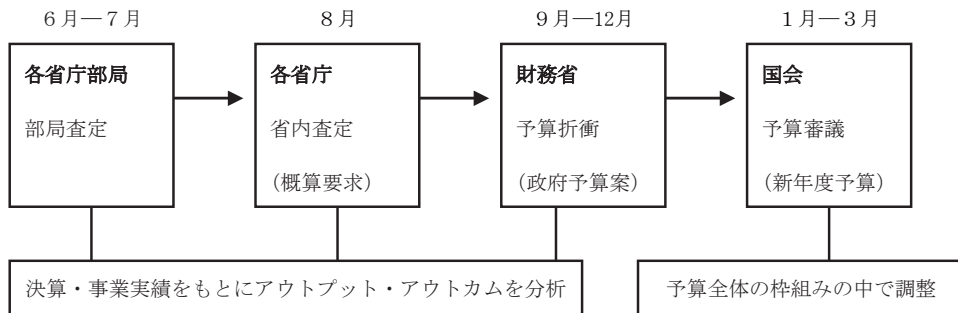 ６月―７月
８月
９月―12月
１月―３月
各省庁部局
部局査定
各省庁
省内査定
（概算要求）
財務省
予算折衝
（政府予算案）
国会
予算審議
（新年度予算）
決算・事業実績をもとにアウトプット・アウトカムを分析
予算全体の枠組みの中で調整